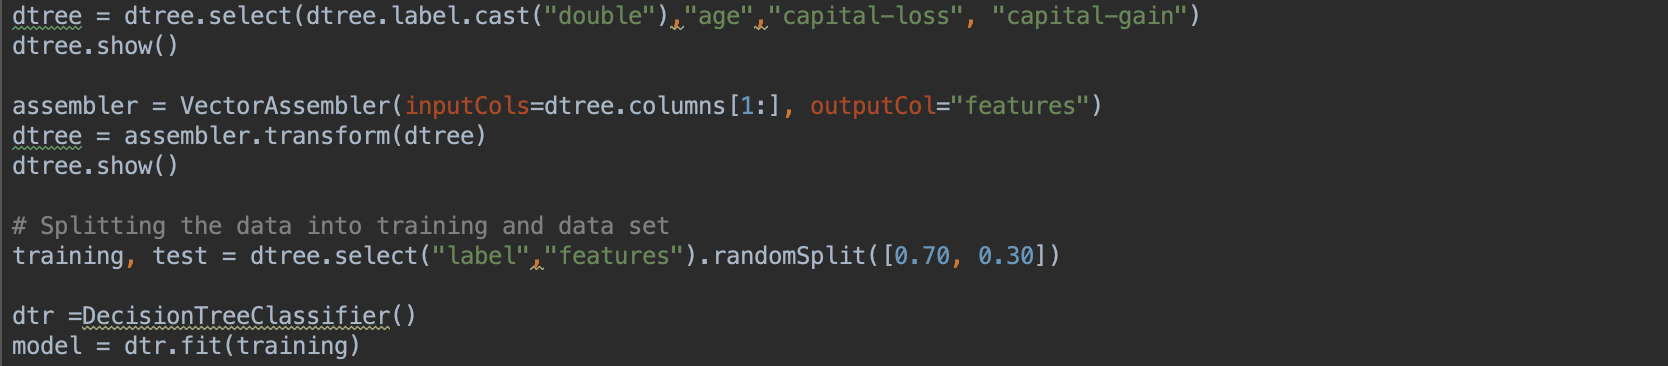 dtree = dtree.select(dtree.label.cast("double"),"age","capital-loss", "capital-gain")
dtree.show()
assembler = VectorAssembler(inputCols=dtree.columns[1:], outputCol="features")
dtree = assembler.transform(dtree)
dtree.show()
# Splitting the data into training and data set
training, test = dtree.select("label","features").randomSplit([0.70, 0.30])
dtr =DecisionTreeClassifier()
model = dtr.fit(training)